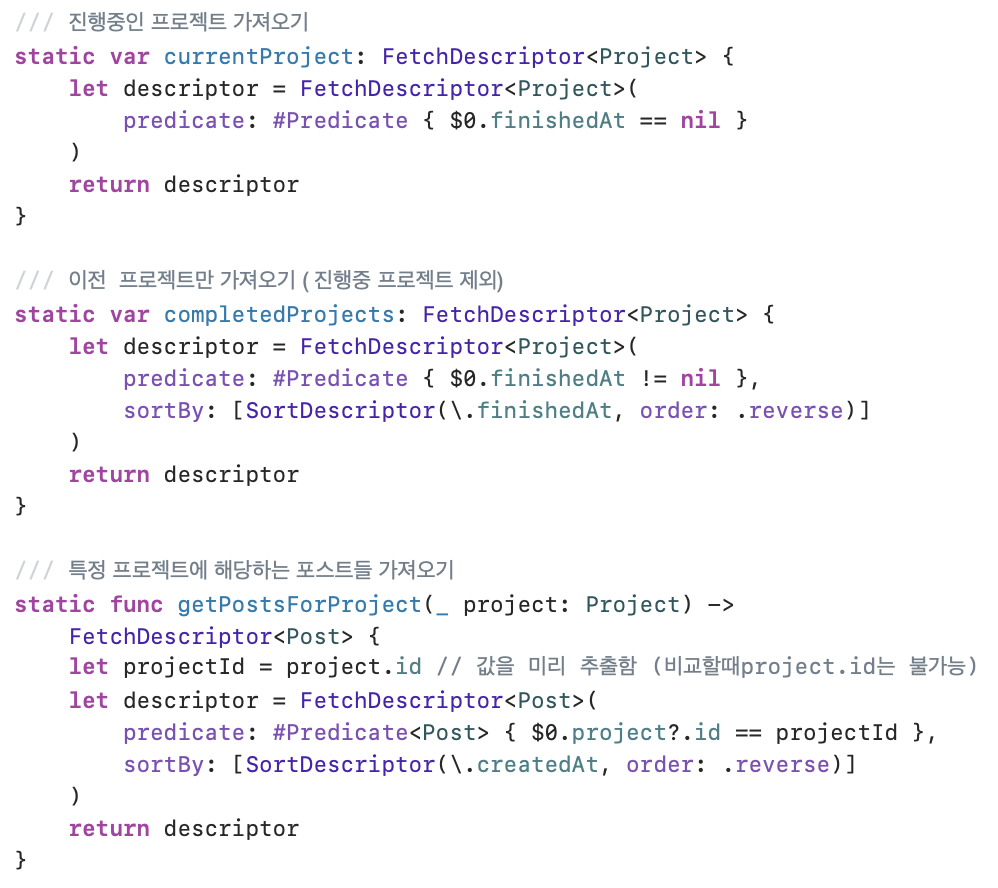 /// 진행중인 프로젝트 가져오기
static var currentProject: FetchDescriptor<Project> {
    let descriptor = FetchDescriptor<Project>(
        predicate: #Predicate { $0.finishedAt == nil }
    )
    return descriptor
}

/// 이전 프로젝트만 가져오기 ( 진행중 프로젝트 제외)
static var completedProjects: FetchDescriptor<Project> {
    let descriptor = FetchDescriptor<Project>(
        predicate: #Predicate { $0.finishedAt != nil },
        sortBy: [SortDescriptor(\.finishedAt, order: .reverse)]
    )
    return descriptor
}

/// 특정 프로젝트에 해당하는 포스트들 가져오기
static func getPostsForProject(_ project: Project) ->
    FetchDescriptor<Post> {
    let projectId = project.id // 값을 미리 추출함 (비교할때project.id는 불가능)
    let descriptor = FetchDescriptor<Post>(
        predicate: #Predicate<Post> { $0.project?.id == projectId },
        sortBy: [SortDescriptor(\.createdAt, order: .reverse)]
    )
    return descriptor
}